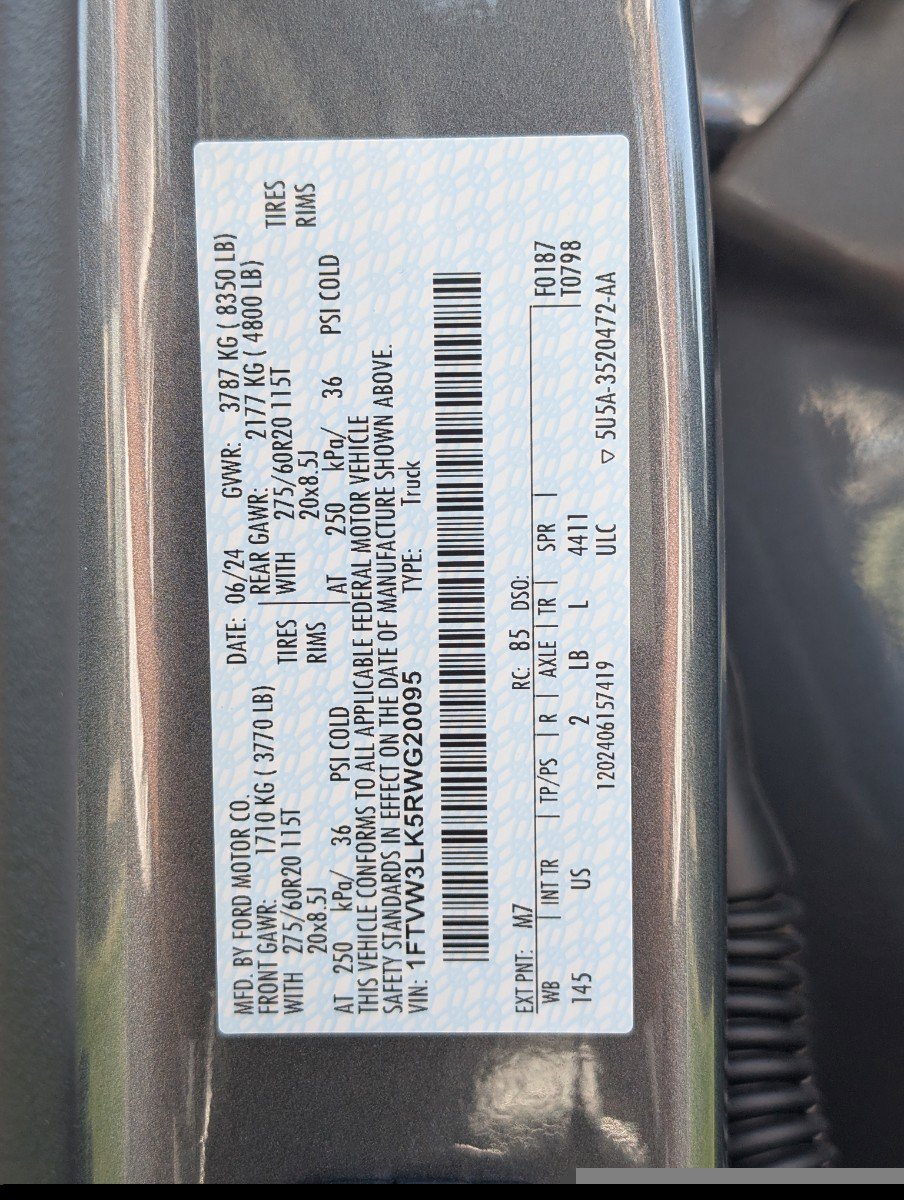 MFD. BY FORD MOTOR CO. DATE: 06/24 GVWR: 3787 KG ( 8350 LB)
FRONT GAWR: 1710 KG ( 3770 LB) REAR GAWR: 2177 KG ( 4800 LB)
WITH 275/60R20 115T TIRES WITH 275/60R20 115T TIRES
20x8.5J RIMS 20x8.5J RIMS
AT 250 kPa/ 36 PSI COLD AT 250 kPa/ 36 PSI COLD
THIS VEHICLE CONFORMS TO ALL APPLICABLE FEDERAL MOTOR VEHICLE
SAFETY STANDARDS IN EFFECT ON THE DATE OF MANUFACTURE SHOWN ABOVE.
VIN: 1FTVW3LK5RWG20095 TYPE: Truck
EXT PNT: M7 RC: 85 DSO: F0187
WB INT TR TP/PS R AXLE TR SPR T0798
145 US 2 LB L 4411
1202406157419 ULC ▽ 5U5A-3520472-AA